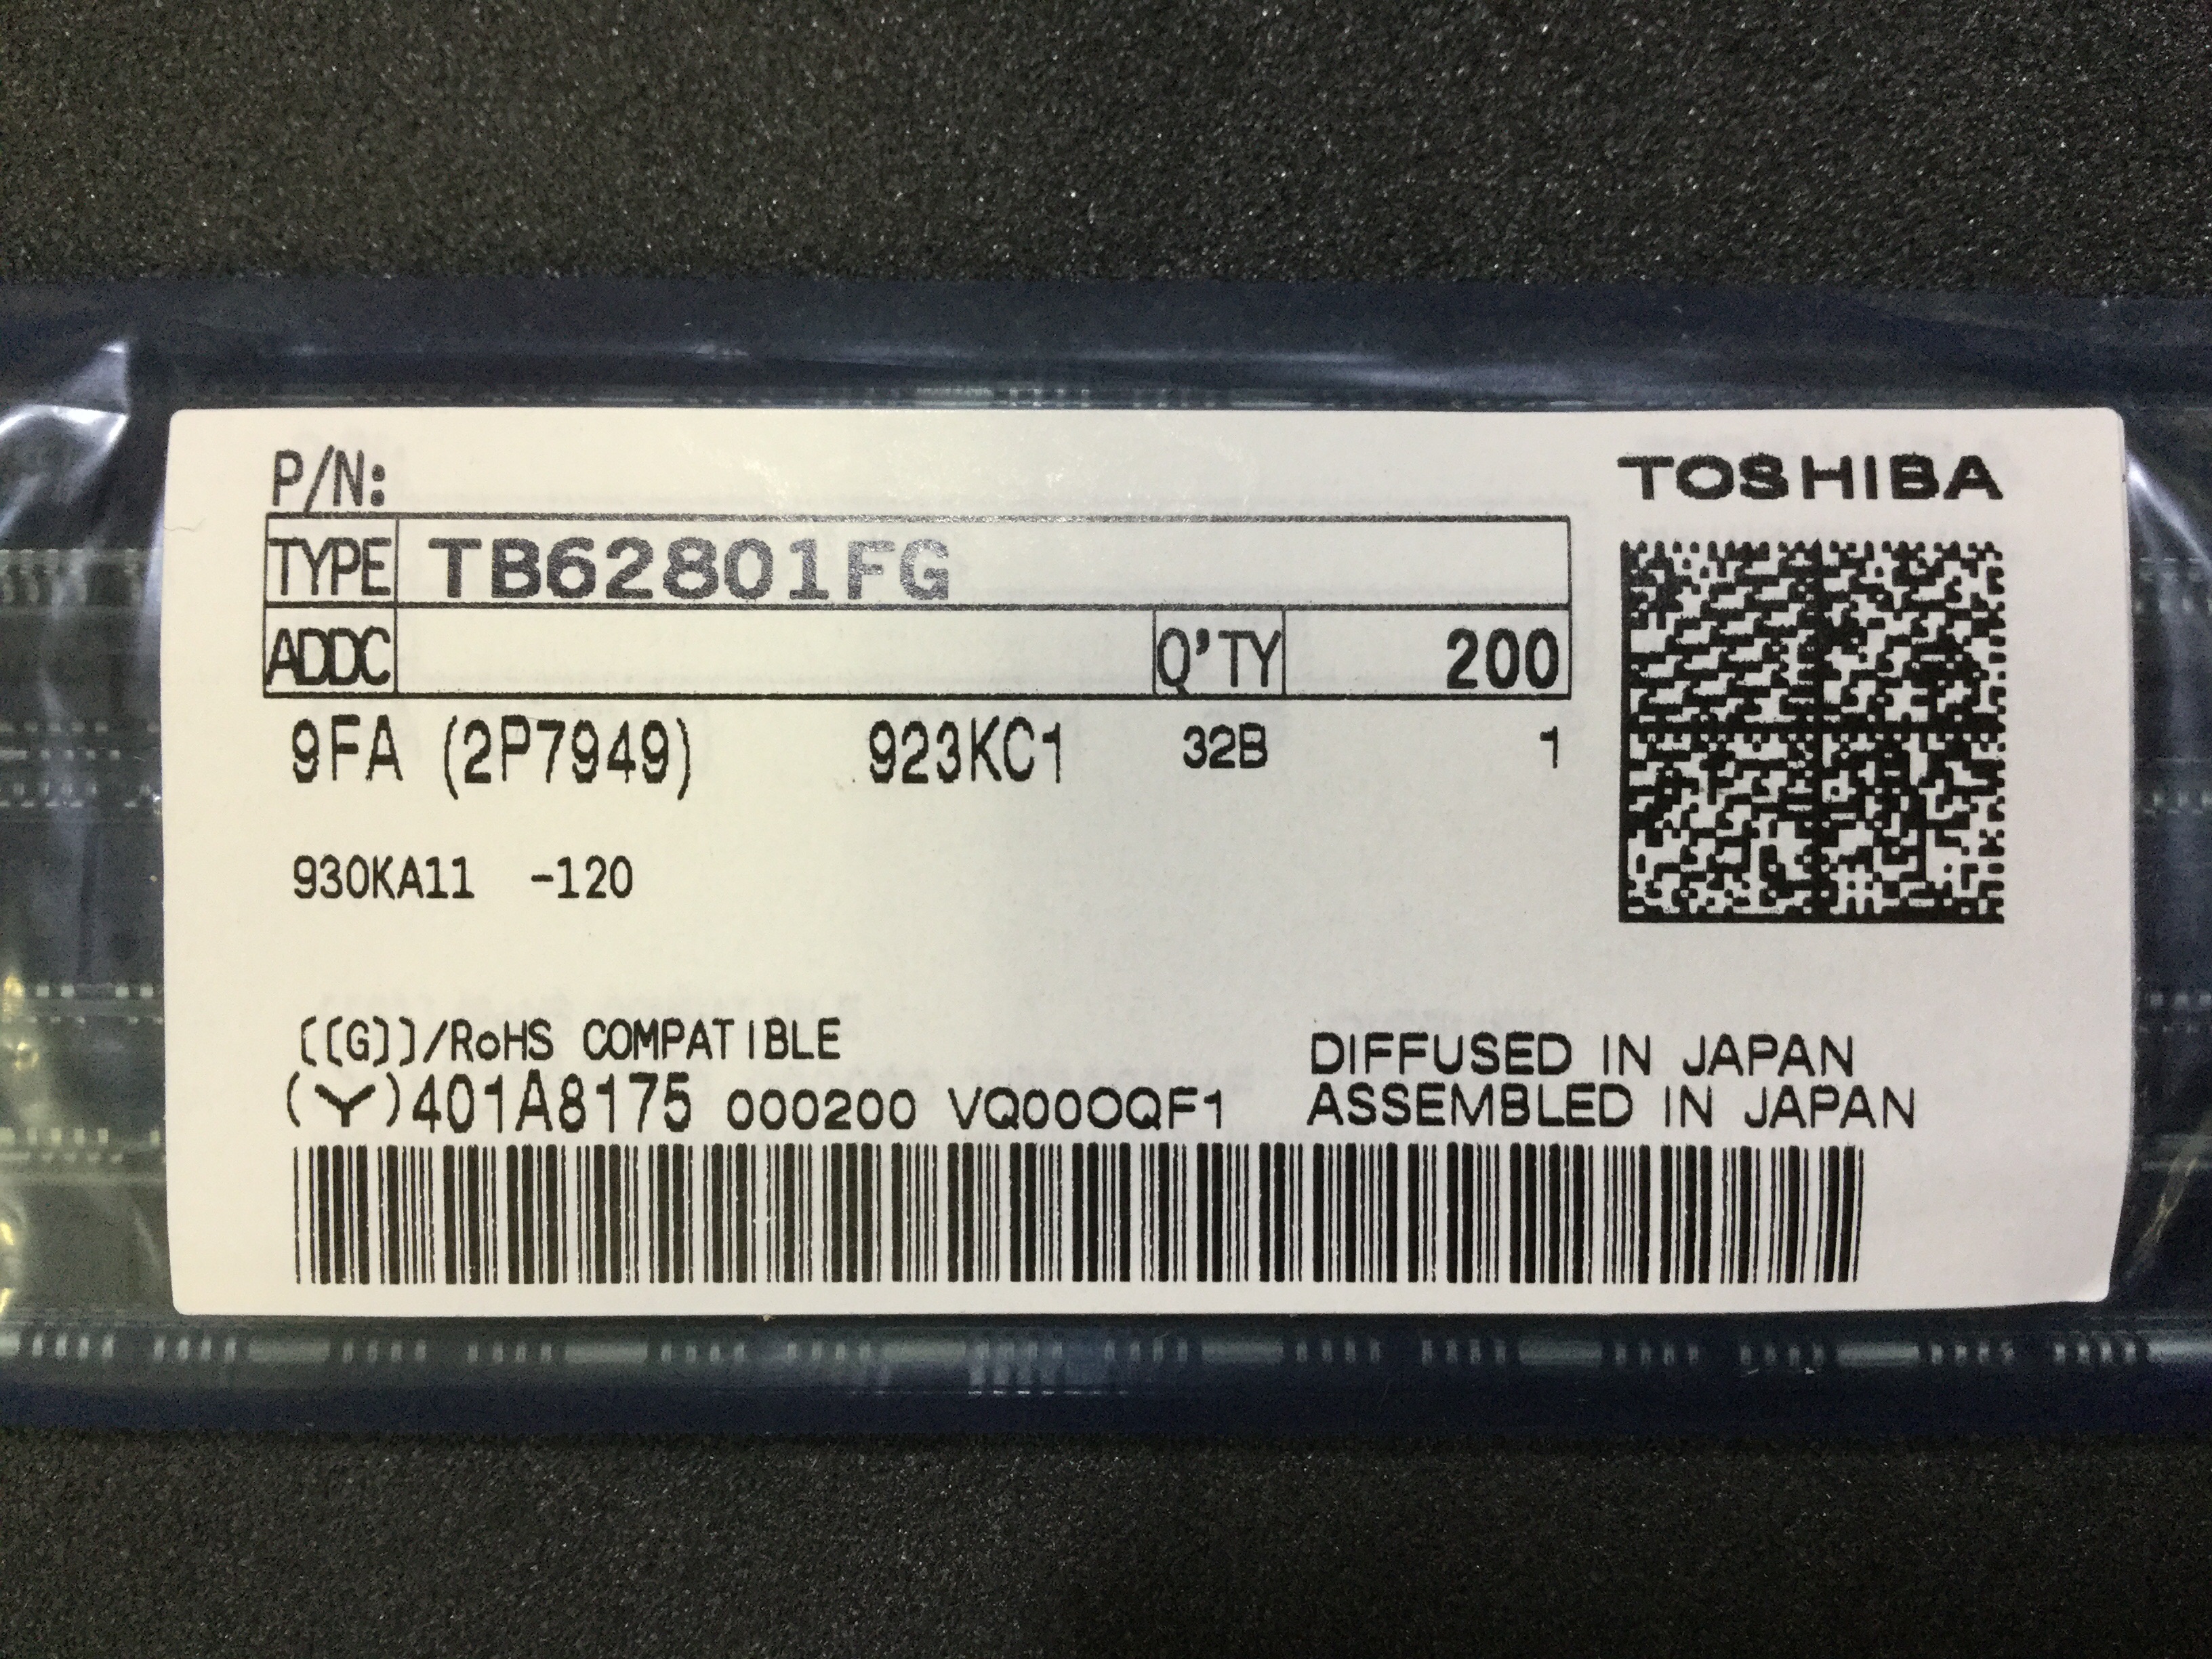 P/N:
TOSHIBA
TYPE TB62801FG
ADDC Q'TY 200
9FA (2P7949) 923KC1 32B 1
930KA11 -120
[[G]]/RoHS COMPATIBLE
DIFFUSED IN JAPAN
(Y)401A8175 000200 VQ00OQF1
ASSEMBLED IN JAPAN